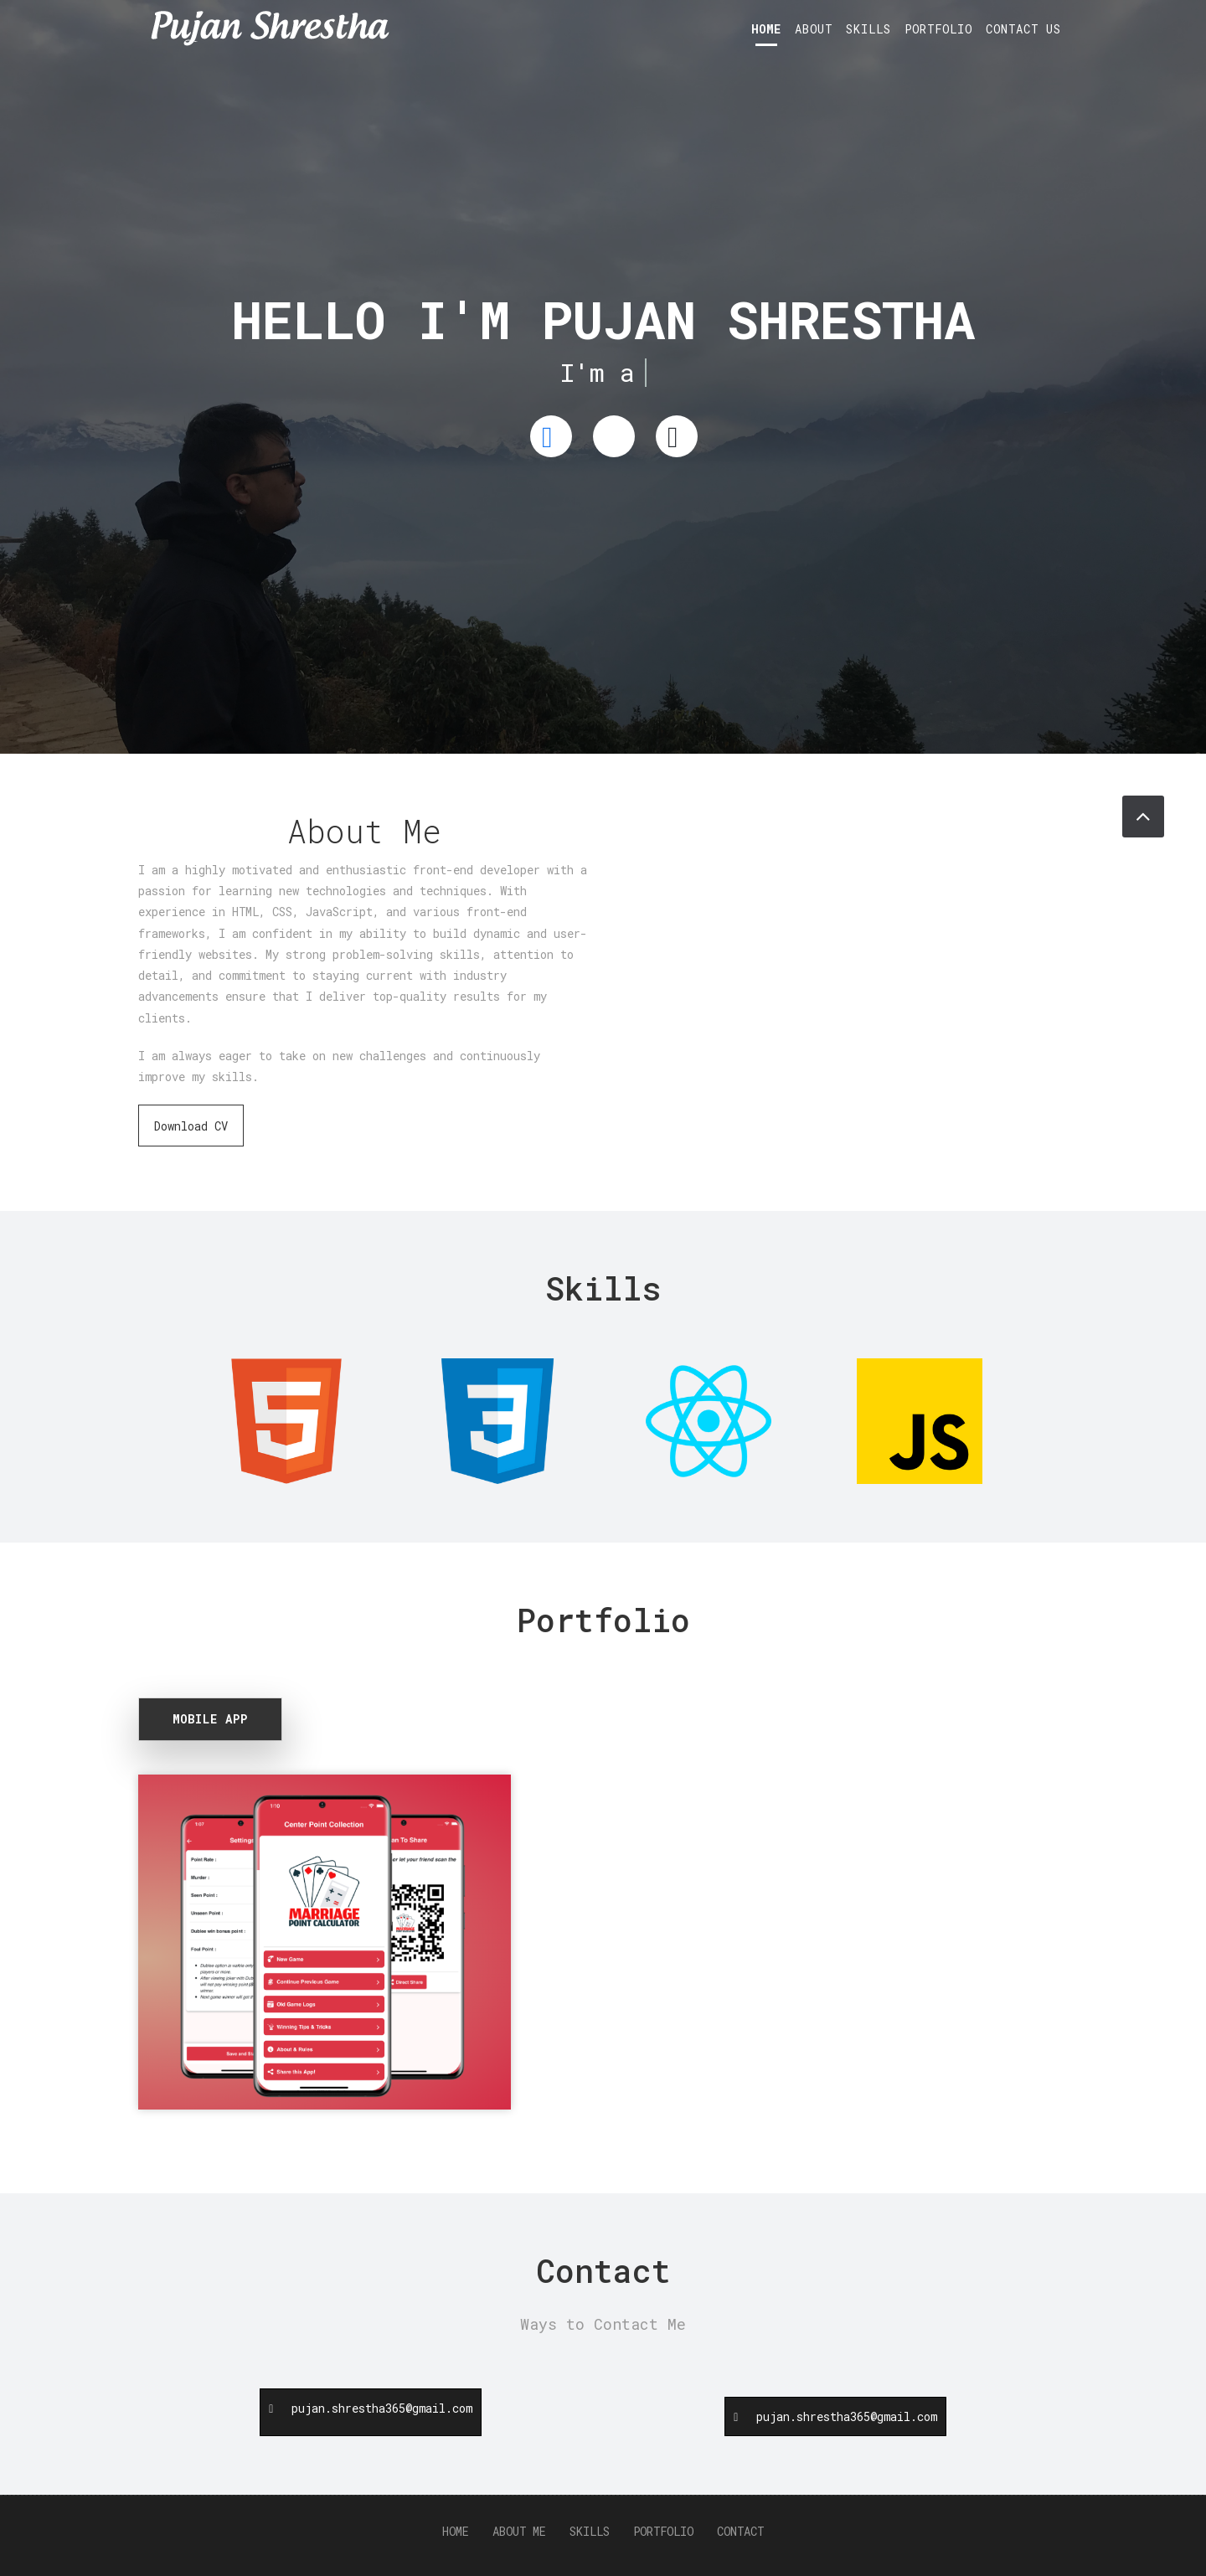 Pujan Shrestha
HOME ABOUT SKILLS PORTFOLIO CONTACT US
HELLO I'M PUJAN SHRESTHA
I'm a
About Me
I am a highly motivated and enthusiastic front-end developer with a
passion for learning new technologies and techniques. With
experience in HTML, CSS, JavaScript, and various front-end
frameworks, I am confident in my ability to build dynamic and user-
friendly websites. My strong problem-solving skills, attention to
detail, and commitment to staying current with industry
advancements ensure that I deliver top-quality results for my
clients.
I am always eager to take on new challenges and continuously
improve my skills.
Download CV
Skills
5
3
JS
Portfolio
MOBILE APP
1:10
Center Point Collection
MARRIAGE
POINT CALCULATOR
New Game
Continue Previous Game
Old Game Logs
Winning Tips & Tricks
About & Rules
Share this App!
1:07
Settings
Point Rate :
Murder :
Seen Point :
Unseen Point :
Dublee win bonus point :
Foul Point :
To Share
or let your friend scan the
Direct Share
Contact
Ways to Contact Me
pujan.shrestha365@gmail.com
pujan.shrestha365@gmail.com
HOME ABOUT ME SKILLS PORTFOLIO CONTACT